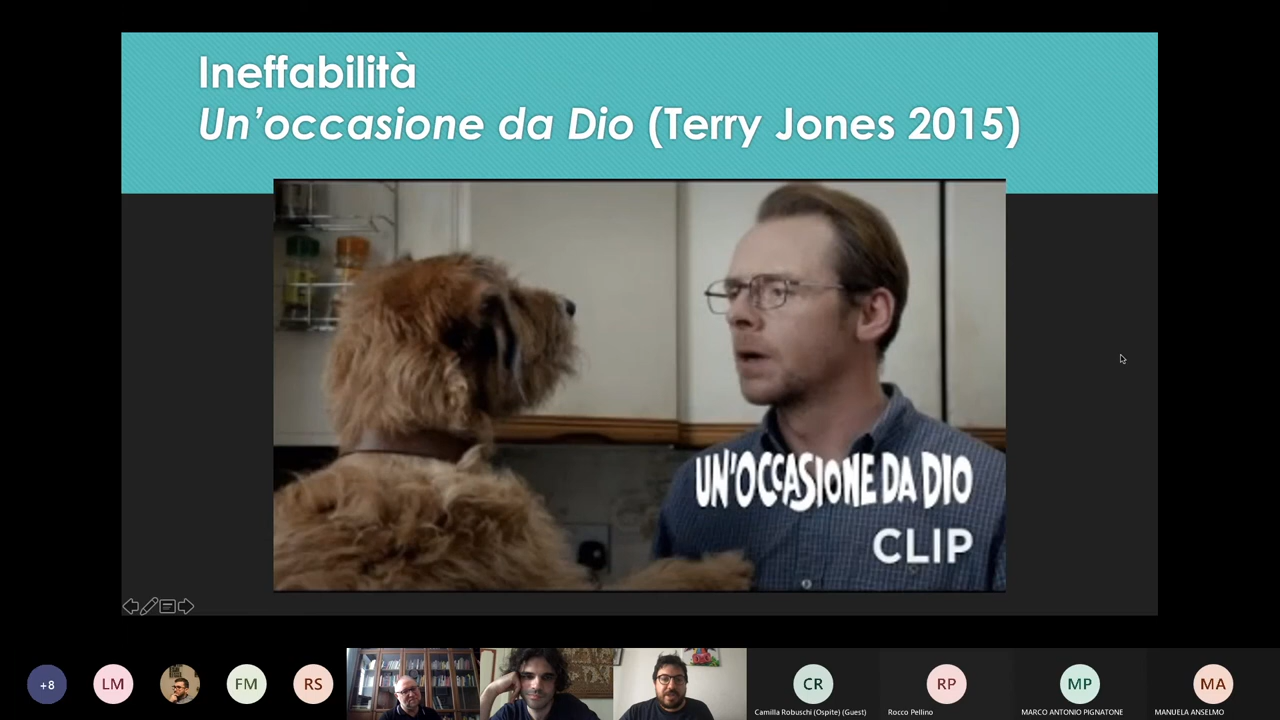 Ineffabilità
Un'occasione da Dio (Terry Jones 2015)
UN'OCCASIONE DA DIO
CLIP
+8
LM
FM
RS
CR
RP
MP
MA
Camilla Robuschi (Ospite) (Guest)
Rocco Pellino
MARCO ANTONIO PIGNATONE
MANUELA ANSELMO